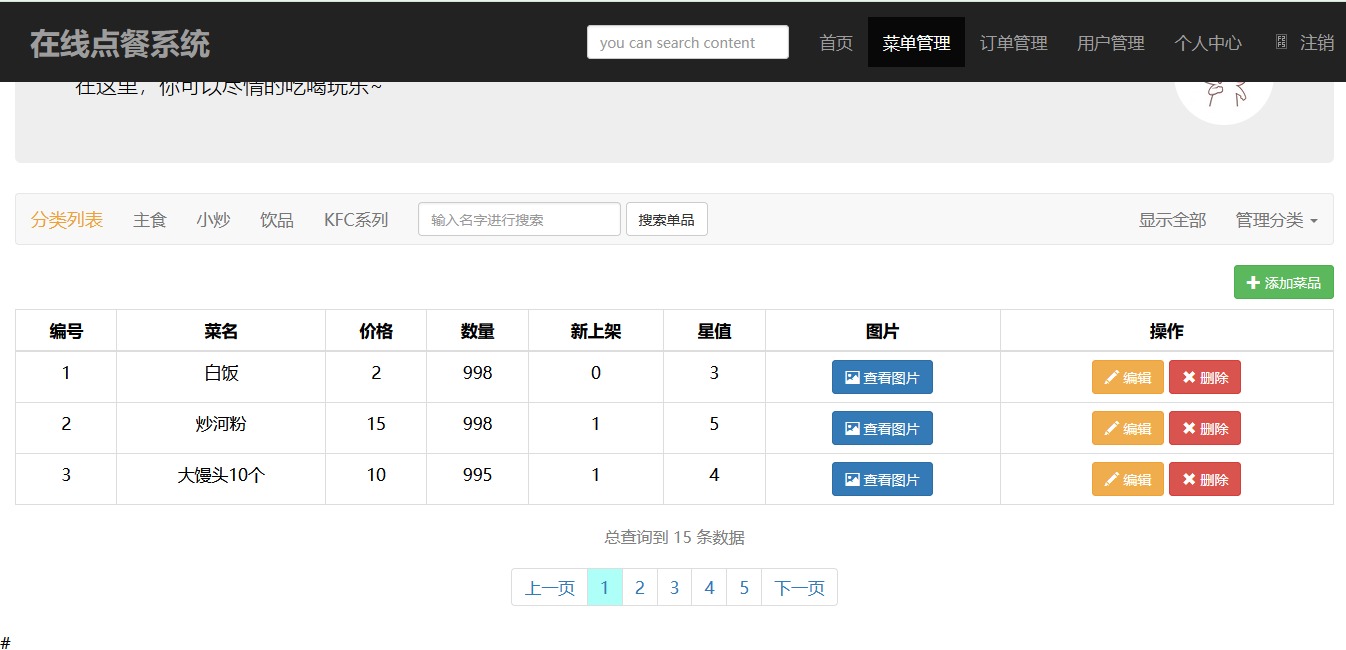 在线点餐系统 you can search content 首页 菜单管理 订单管理 用户管理 个人中心 注销
在这里，你可以尽情的吃喝玩乐~
分类列表 主食 小炒 饮品 KFC系列 输入名字进行搜索 搜索单品 显示全部 管理分类
添加菜品
编号 菜名 价格 数量 新上架 星值 图片 操作
1 白饭 2 998 0 3 查看图片 编辑 删除
2 炒河粉 15 998 1 5 查看图片 编辑 删除
3 大馒头10个 10 995 1 4 查看图片 编辑 删除
总查询到 15 条数据
上一页 1 2 3 4 5 下一页
#